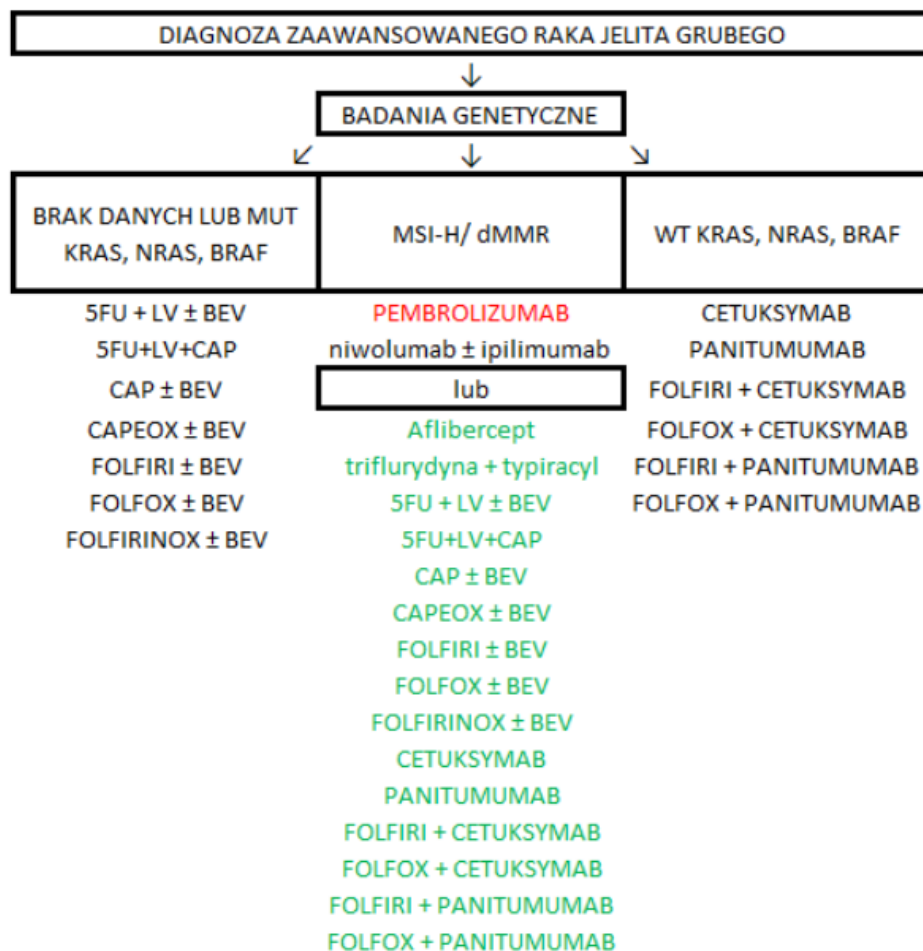 DIAGNOZA ZAAWANSOWANEGO RAKA JELITA GRUBEGO
↓
BADANIA GENETYCZNE
↙ ↓ ↘
BRAK DANYCH LUB MUT
KRAS, NRAS, BRAF
MSI-H/ dMMR
WT KRAS, NRAS, BRAF
5FU + LV ± BEV
5FU+LV+CAP
CAP ± BEV
CAPEOX ± BEV
FOLFIRI ± BEV
FOLFOX ± BEV
FOLFIRINOX ± BEV
PEMBROLIZUMAB
niwolumab ± ipilimumab
lub
Aflibercept
triflurydyna + typiracyl
5FU + LV ± BEV
5FU+LV+CAP
CAP ± BEV
CAPEOX ± BEV
FOLFIRI ± BEV
FOLFOX ± BEV
FOLFIRINOX ± BEV
CETUKSYMAB
PANITUMUMAB
FOLFIRI + CETUKSYMAB
FOLFOX + CETUKSYMAB
FOLFIRI + PANITUMUMAB
FOLFOX + PANITUMUMAB
CETUKSYMAB
PANITUMUMAB
FOLFIRI + CETUKSYMAB
FOLFOX + CETUKSYMAB
FOLFIRI + PANITUMUMAB
FOLFOX + PANITUMUMAB